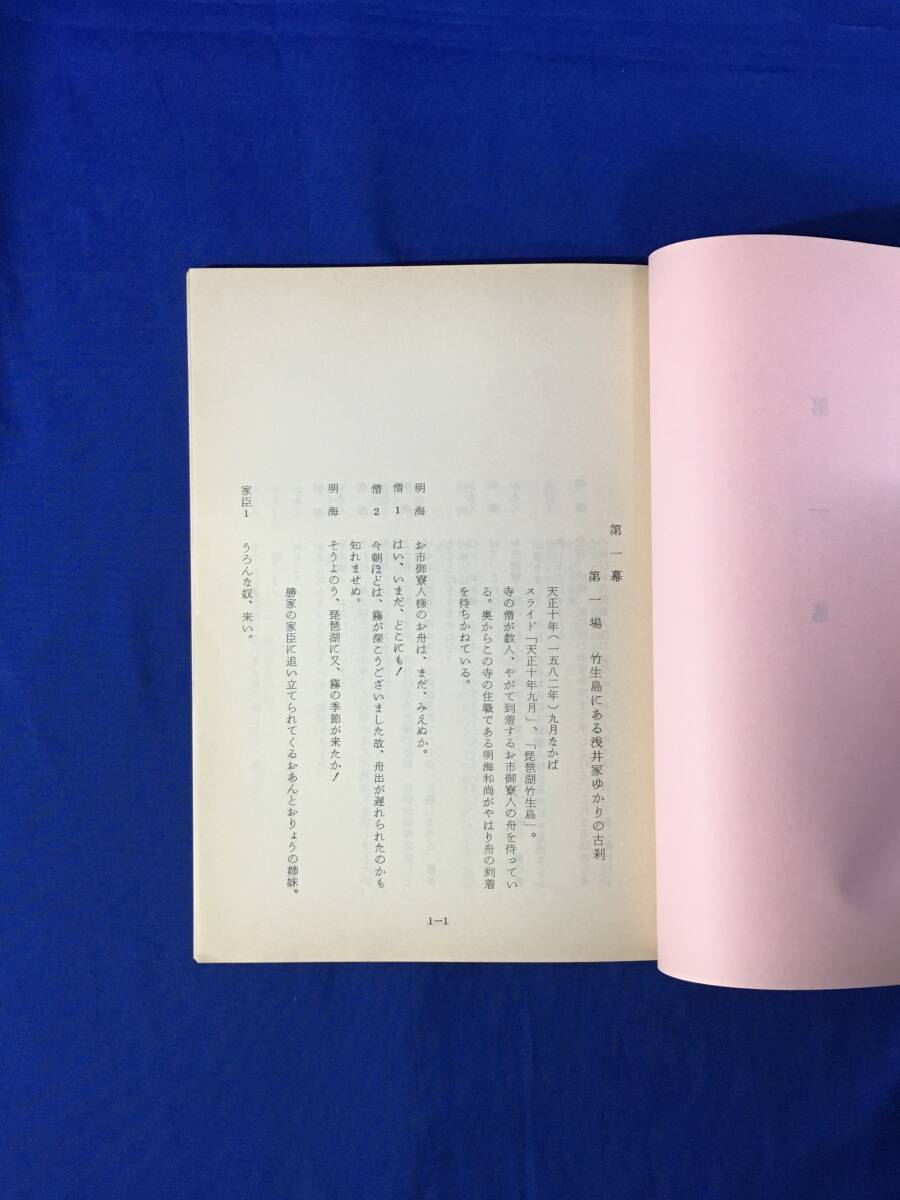 第一幕
第一場　竹生島にある浅井家ゆかりの古刹
天正十年（一五八二年）九月なかば
スライド「天正十年九月」、「琵琶湖竹生島」。
寺の僧が数人、やがて到着するお市御寮人の舟を待ってい
る。奥からこの寺の住職である明海和尚がやはり舟の到着
を待ちかねている。
明海　お市御寮人様のお舟は、まだ、みえぬか。
僧1　はい、いまだ、どこにも！
僧2　今朝ほどは、霧が深こうございました故、舟出が遅れられたのかも
知れませぬ。
明海　そうよのう、琵琶湖に又、霧の季節が来たか！
勝家の家臣に追い立てられてくるおあんとおりょうの姉妹。
家臣1　うろんな奴、来い。
1－1
第一幕